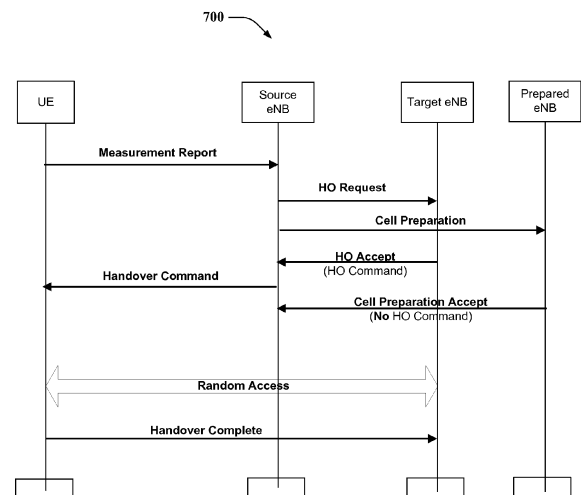 700
UE
Source
eNB
Target eNB
Prepared
eNB
Measurement Report
HO Request
Cell Preparation
HO Accept
(HO Command)
Handover Command
Cell Preparation Accept
(No HO Command)
Random Access
Handover Complete